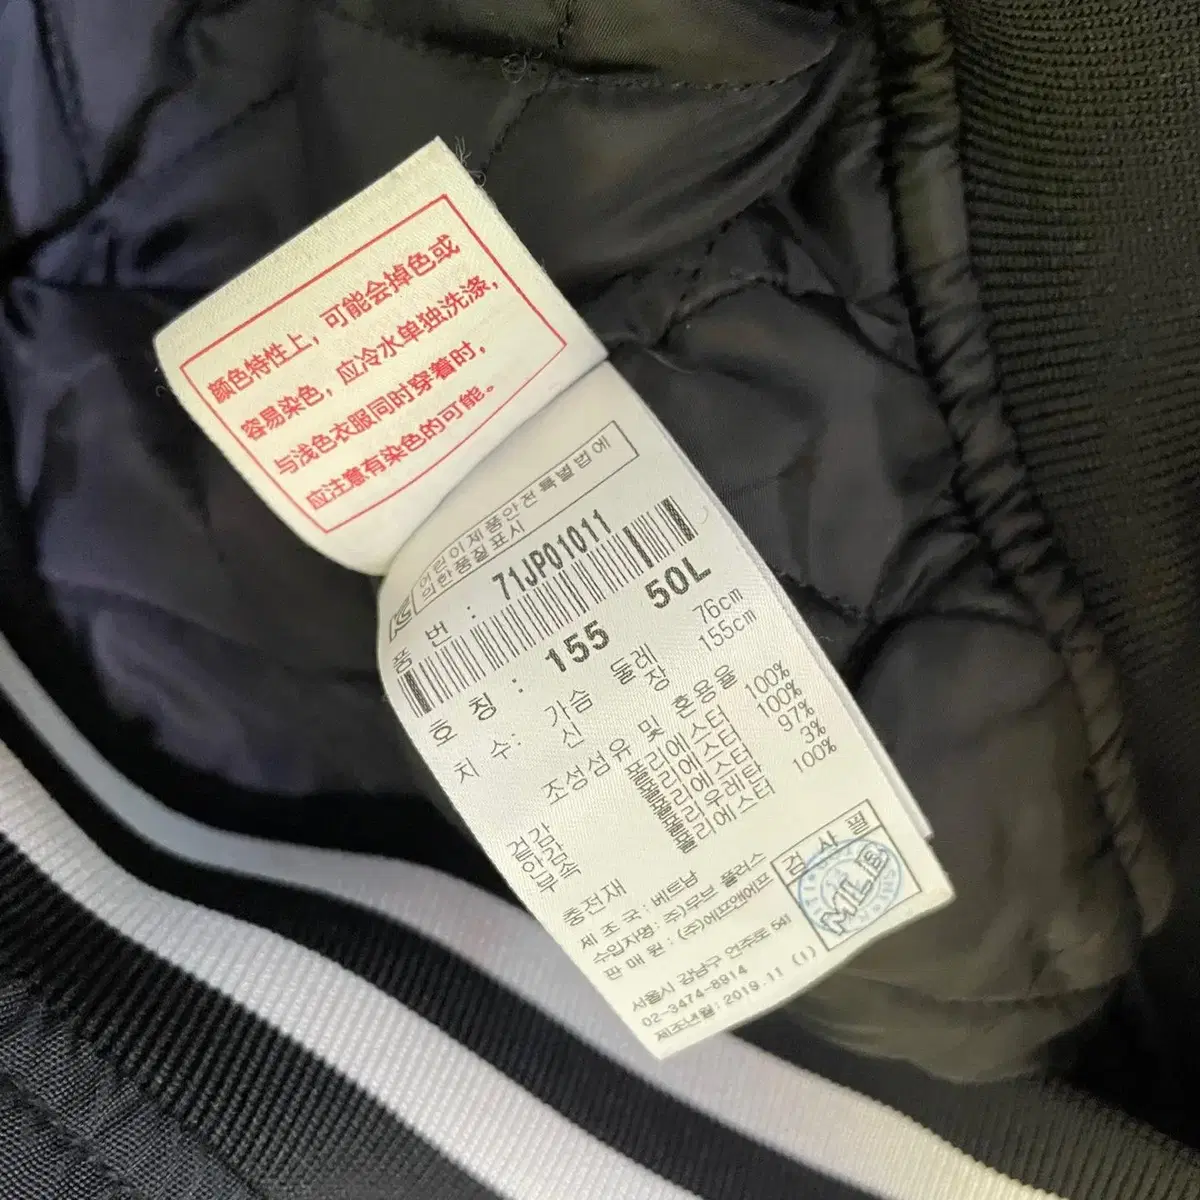 颜色特性上，可能会掉色或
容易染色，应冷水单独洗涤，
与浅色衣服同时穿着时，
应注意有染色的可能。
어린이제품안전특별법에
의한품질표시
품 번 : 71JP01011
호 칭 : 155 50L
치 수: 가슴 둘레 76cm
신 장 155cm
조성섬유 및 혼용율
겉감 폴리에스터 100%
안감 폴리에스터 100%
폴리에스터 97%
폴리우레탄 3%
충전재 폴리에스터 100%
제 조 국 : 베트남
수입자명: 주)무브 플러스
판 매 원 : (주)에프앤에프
서울시 강남구 언주로 541
02-3474-8914
제조년월 : 2019.11 (1)
검 사 필
MLB